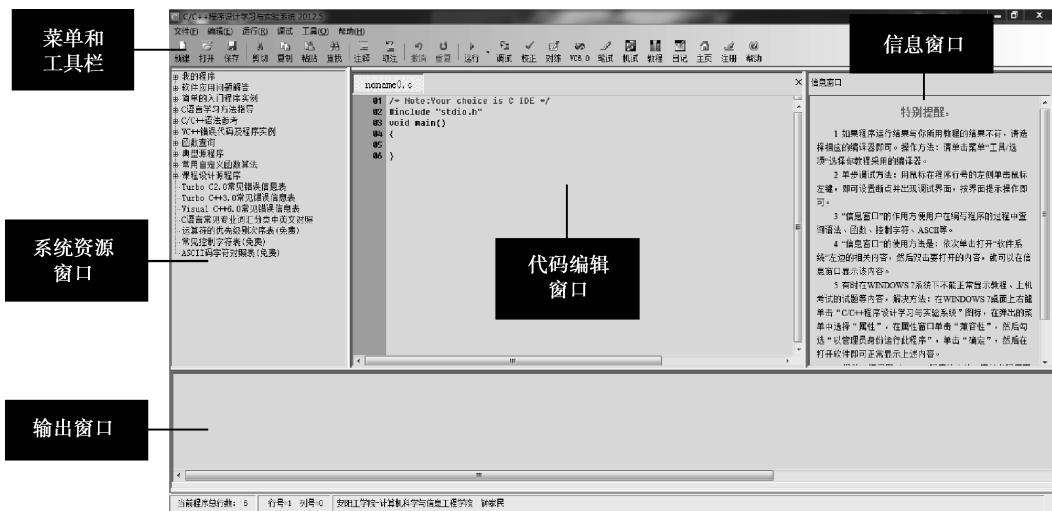 C/C++程序设计学习与实验系统 2012.5
文件(F) 编辑(E) 运行(R) 调试 工具(O) 帮助(H)
新建 打开 保存 剪切 复制 粘贴 查找 注释 取注 撤消 重复 运行 调试 校正 对练 VC6.0 笔试 机试 教程 日记 主页 注册 帮助
菜单和
工具栏
信息窗口
系统资源
窗口
代码编辑
窗口
输出窗口
我的程序
软件应用问题解答
简单的入门程序实例
C语言学习方法指导
C/C++语法参考
VC++错误代码及程序实例
函数查询
典型源程序
常用自定义函数算法
课程设计源程序
Turbo C2.0常见错误信息表
Turbo C++3.0常见错误信息表
Visual C++6.0常见错误信息表
C语言常见专业词汇分类中英文对照
运算符的优先级别次序表(免费)
常见控制字符表(免费)
ASCII码字符对照表(免费)
noname0.c
01 /* Note:Your choice is C IDE */
02 #include "stdio.h"
03 void main()
04 {
05
06 }
信息窗口
特别提醒:
1 如果程序运行结果与你所用教程的结果不符，请选
择相应的编译器即可。操作方法：请单击菜单"工具/选
项"选择你教程采用的编译器。
2 单步调试方法：用鼠标在程序行号的左侧单击鼠标
左键，即可设置断点并出现调试界面，按界面提示操作即
可。
3 "信息窗口"的作用方便用户在编写程序的过程中查
询语法、函数、控制字符、ASCII等。
4 "信息窗口"的使用方法是：依次单击打开"软件系
统"左边的相关内容，然后双击要打开的内容，就可以在信
息窗口显示该内容。
5 有时在WINDOWS 7系统下不能正常显示教程、上机
考试的试题等内容，解决方法：在WINDOWS 7桌面上右键
单击"C/C++程序设计学习与实验系统"图标，在弹出的菜
单中选择"属性"，在属性窗口单击"兼容性"，然后勾
选"以管理员身份运行此程序"，单击"确定"，然后在
打开软件即可正常显示上述内容。
当前程序总行数: 6 行号=1 列号=0 安阳工学院-计算机科学与信息工程学院 钟家民